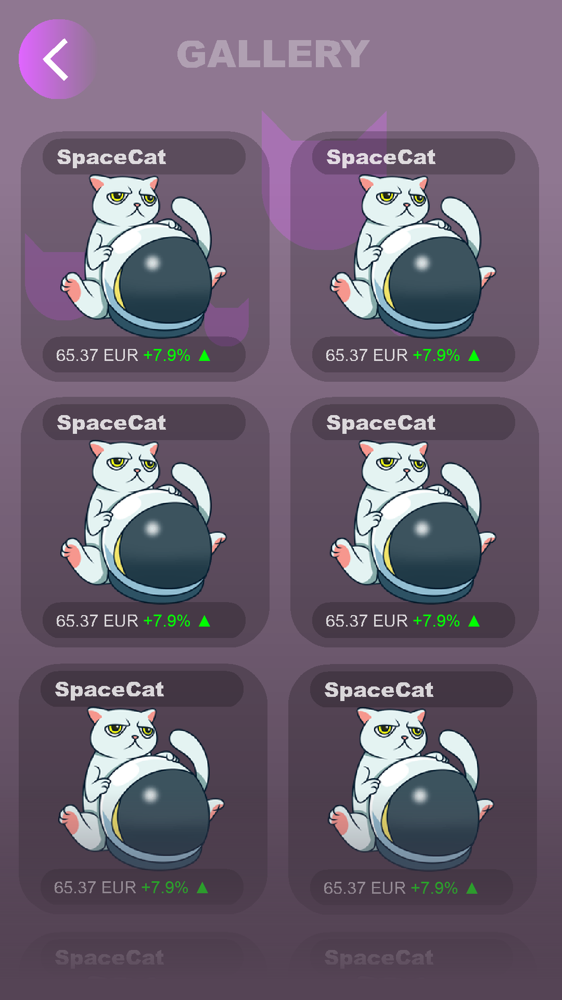 GALLERY
SpaceCat
SpaceCat
65.37 EUR +7.9% ▲
65.37 EUR +7.9% ▲
SpaceCat
SpaceCat
65.37 EUR +7.9% ▲
65.37 EUR +7.9% ▲
SpaceCat
SpaceCat
65.37 EUR +7.9% ▲
65.37 EUR +7.9% ▲
SpaceCat
SpaceCat